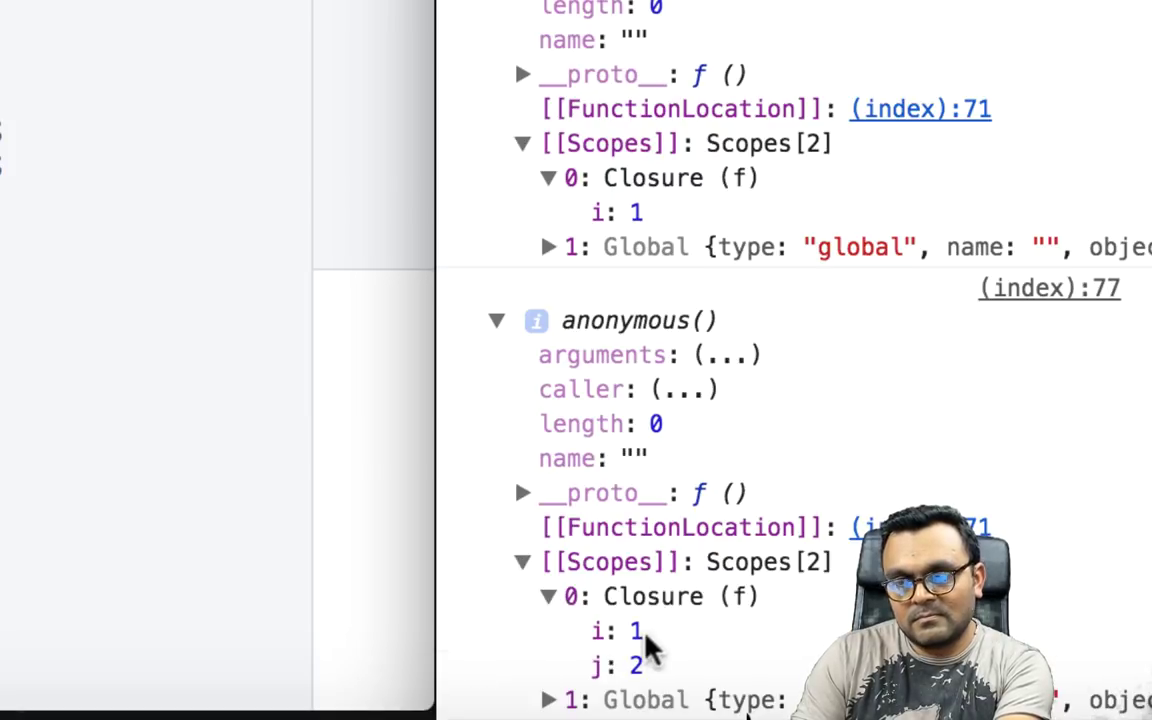 length: 0
name: ""
__proto__: ƒ ()
[[FunctionLocation]]: (index):71
[[Scopes]]: Scopes[2]
0: Closure (f)
i: 1
1: Global {type: "global", name: "", objec
(index):77
i anonymous()
arguments: (...)
caller: (...)
length: 0
name: ""
__proto__: ƒ ()
[[FunctionLocation]]: (i 71
[[Scopes]]: Scopes[2]
0: Closure (f)
i: 1
j: 2
1: Global {type: ", objec